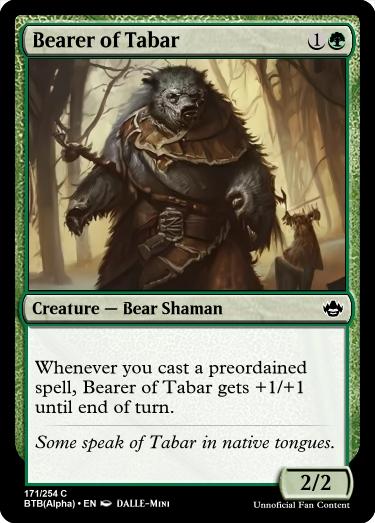 Bearer of Tabar 1
Creature — Bear Shaman
Whenever you cast a preordained
spell, Bearer of Tabar gets +1/+1
until end of turn.
Some speak of Tabar in native tongues.
2/2
171/254 C
BTB(Alpha) • EN DALLE-Mini
Unnoficial Fan Content